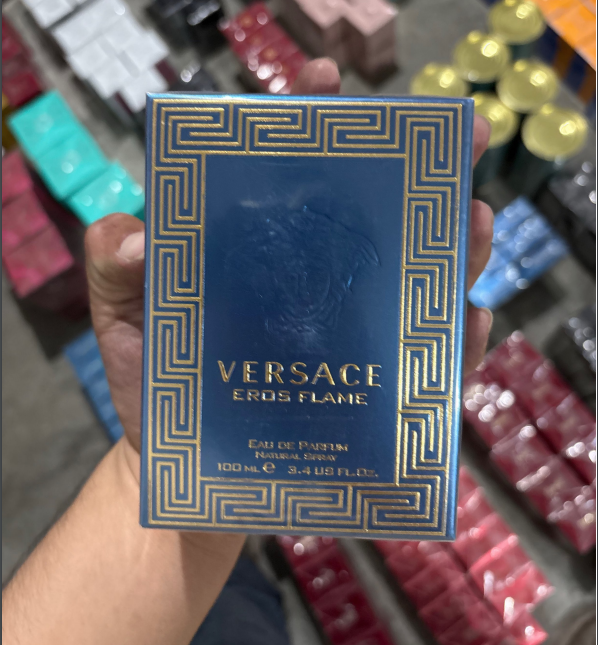 VERSACE
EROS FLAME
EAU DE PARFUM
NATURAL SPRAY
100 ML e 3.4 US FL.OZ.